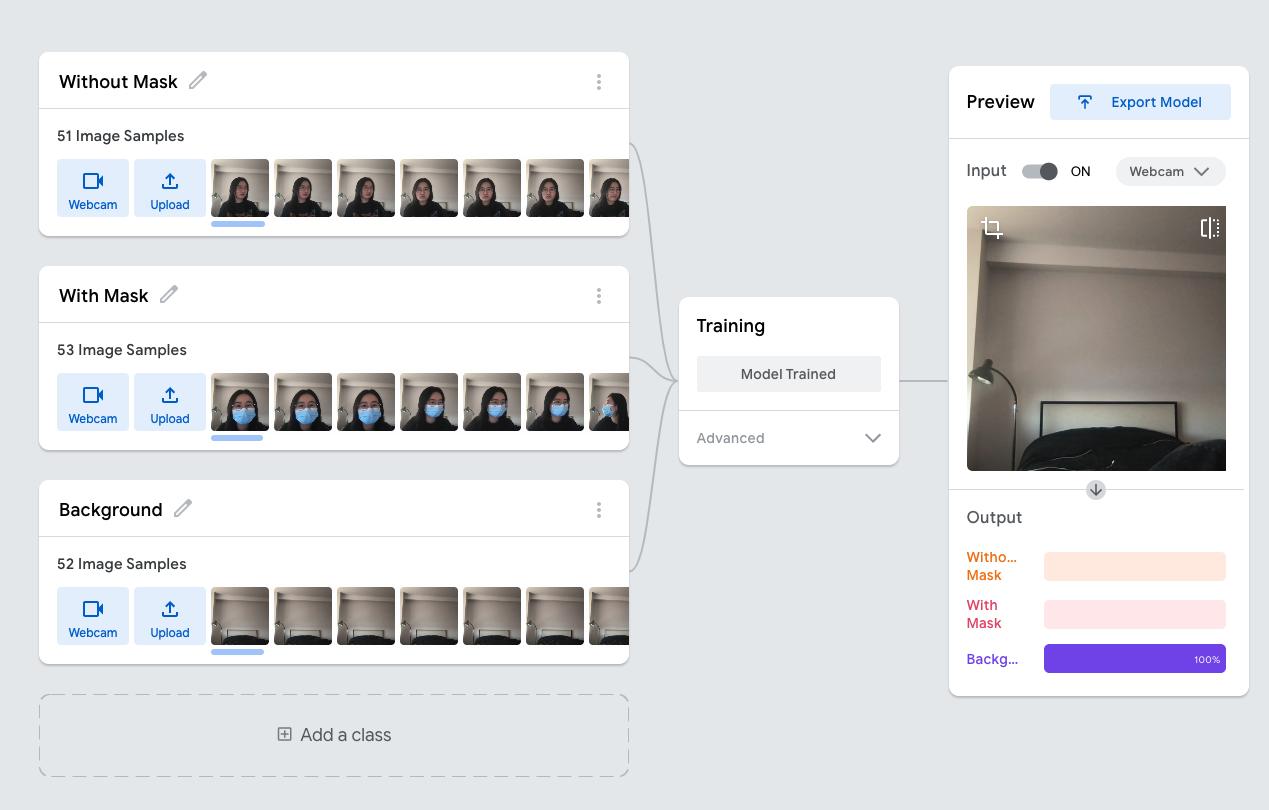 Without Mask
51 Image Samples
Webcam
Upload
With Mask
53 Image Samples
Webcam
Upload
Background
52 Image Samples
Webcam
Upload
Add a class
Training
Model Trained
Advanced
Preview
Export Model
Input
ON
Webcam
Output
Witho...
Mask
With
Mask
Backg...
100%